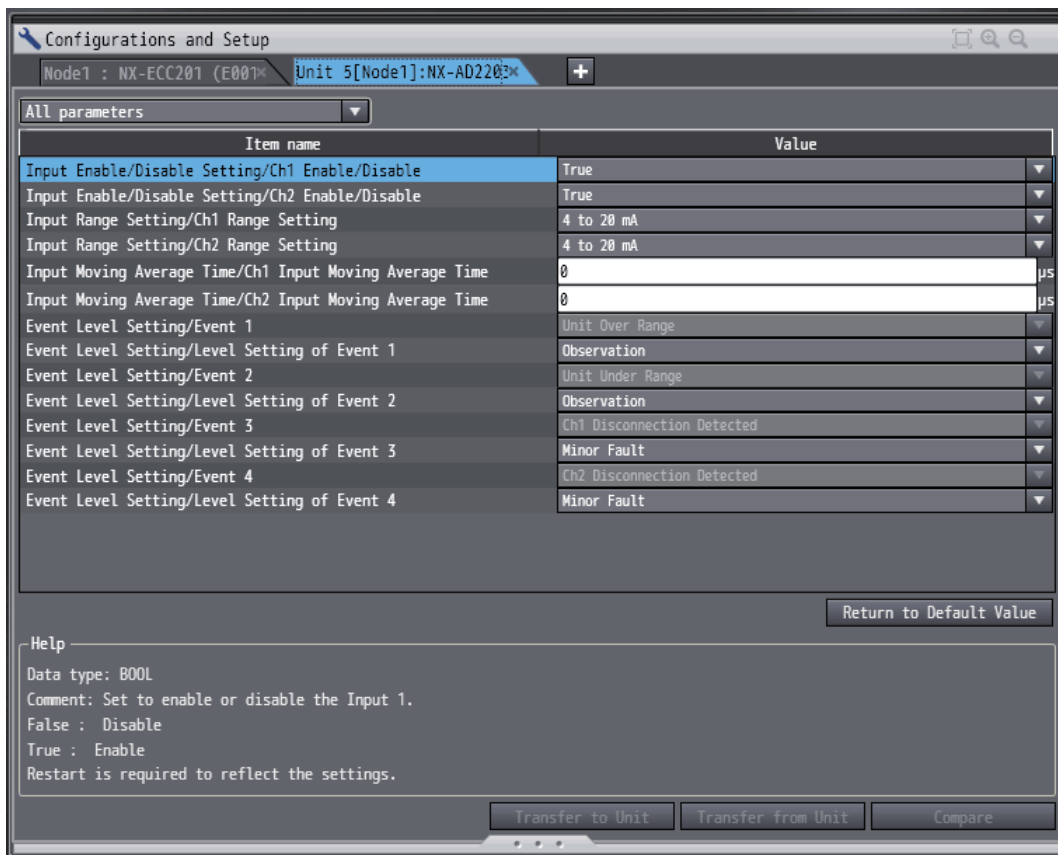 Configurations and Setup
Node1 : NX-ECC201 (E001 Unit 5[Node1]:NX-AD2203
All parameters
Item name Value
Input Enable/Disable Setting/Ch1 Enable/Disable True
Input Enable/Disable Setting/Ch2 Enable/Disable True
Input Range Setting/Ch1 Range Setting 4 to 20 mA
Input Range Setting/Ch2 Range Setting 4 to 20 mA
Input Moving Average Time/Ch1 Input Moving Average Time 0 µs
Input Moving Average Time/Ch2 Input Moving Average Time 0 µs
Event Level Setting/Event 1 Unit Over Range
Event Level Setting/Level Setting of Event 1 Observation
Event Level Setting/Event 2 Unit Under Range
Event Level Setting/Level Setting of Event 2 Observation
Event Level Setting/Event 3 Ch1 Disconnection Detected
Event Level Setting/Level Setting of Event 3 Minor Fault
Event Level Setting/Event 4 Ch2 Disconnection Detected
Event Level Setting/Level Setting of Event 4 Minor Fault
Return to Default Value
Help
Data type: BOOL
Comment: Set to enable or disable the Input 1.
False : Disable
True : Enable
Restart is required to reflect the settings.
Transfer to Unit Transfer from Unit Compare